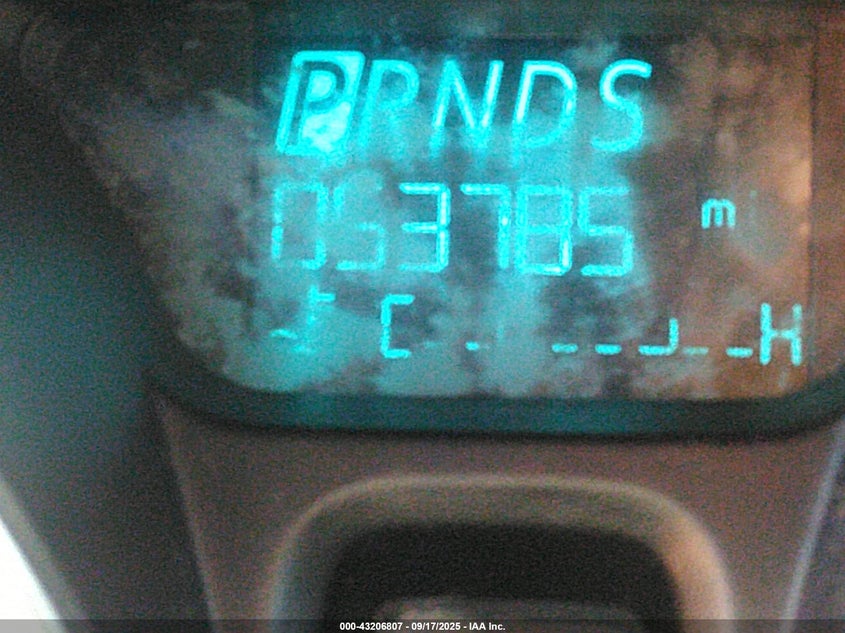 PRNDS
053785 m
C H
000-43206807 - 09/17/2025 - IAA Inc.